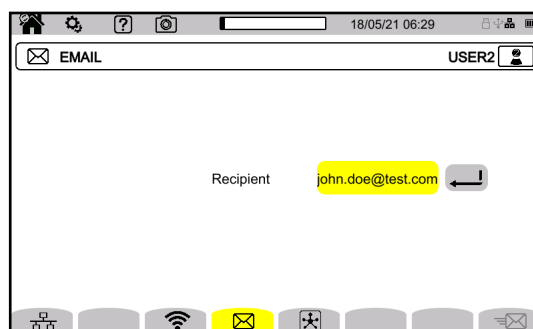 18/05/21 06:29
EMAIL
USER2
Recipient
john.doe@test.com